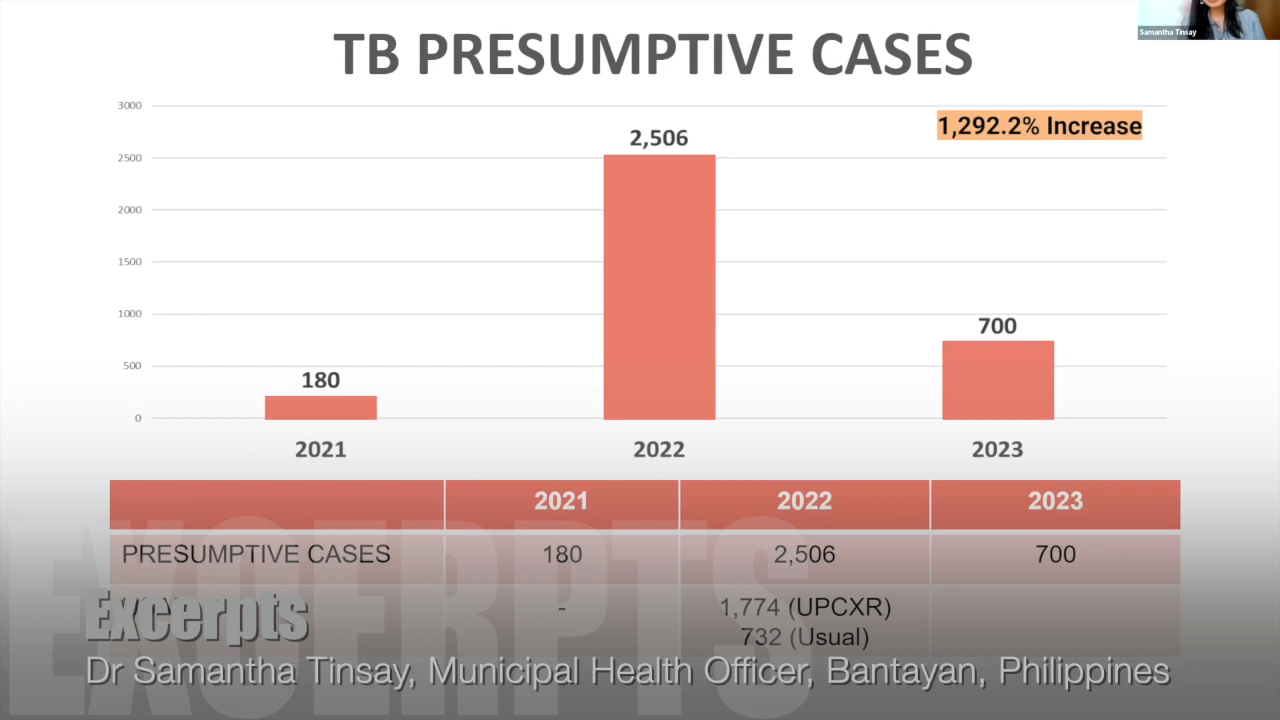 Samantha Tinsay
TB PRESUMPTIVE CASES
1,292.2% Increase
3000
2500
2000
1500
1000
500
0
180
2,506
700
2021
2022
2023
2021 2022 2023
PRESUMPTIVE CASES 180 2,506 700
- 1,774 (UPCXR)
732 (Usual)
EXCERPTS
Excerpts
Dr Samantha Tinsay, Municipal Health Officer, Bantayan, Philippines